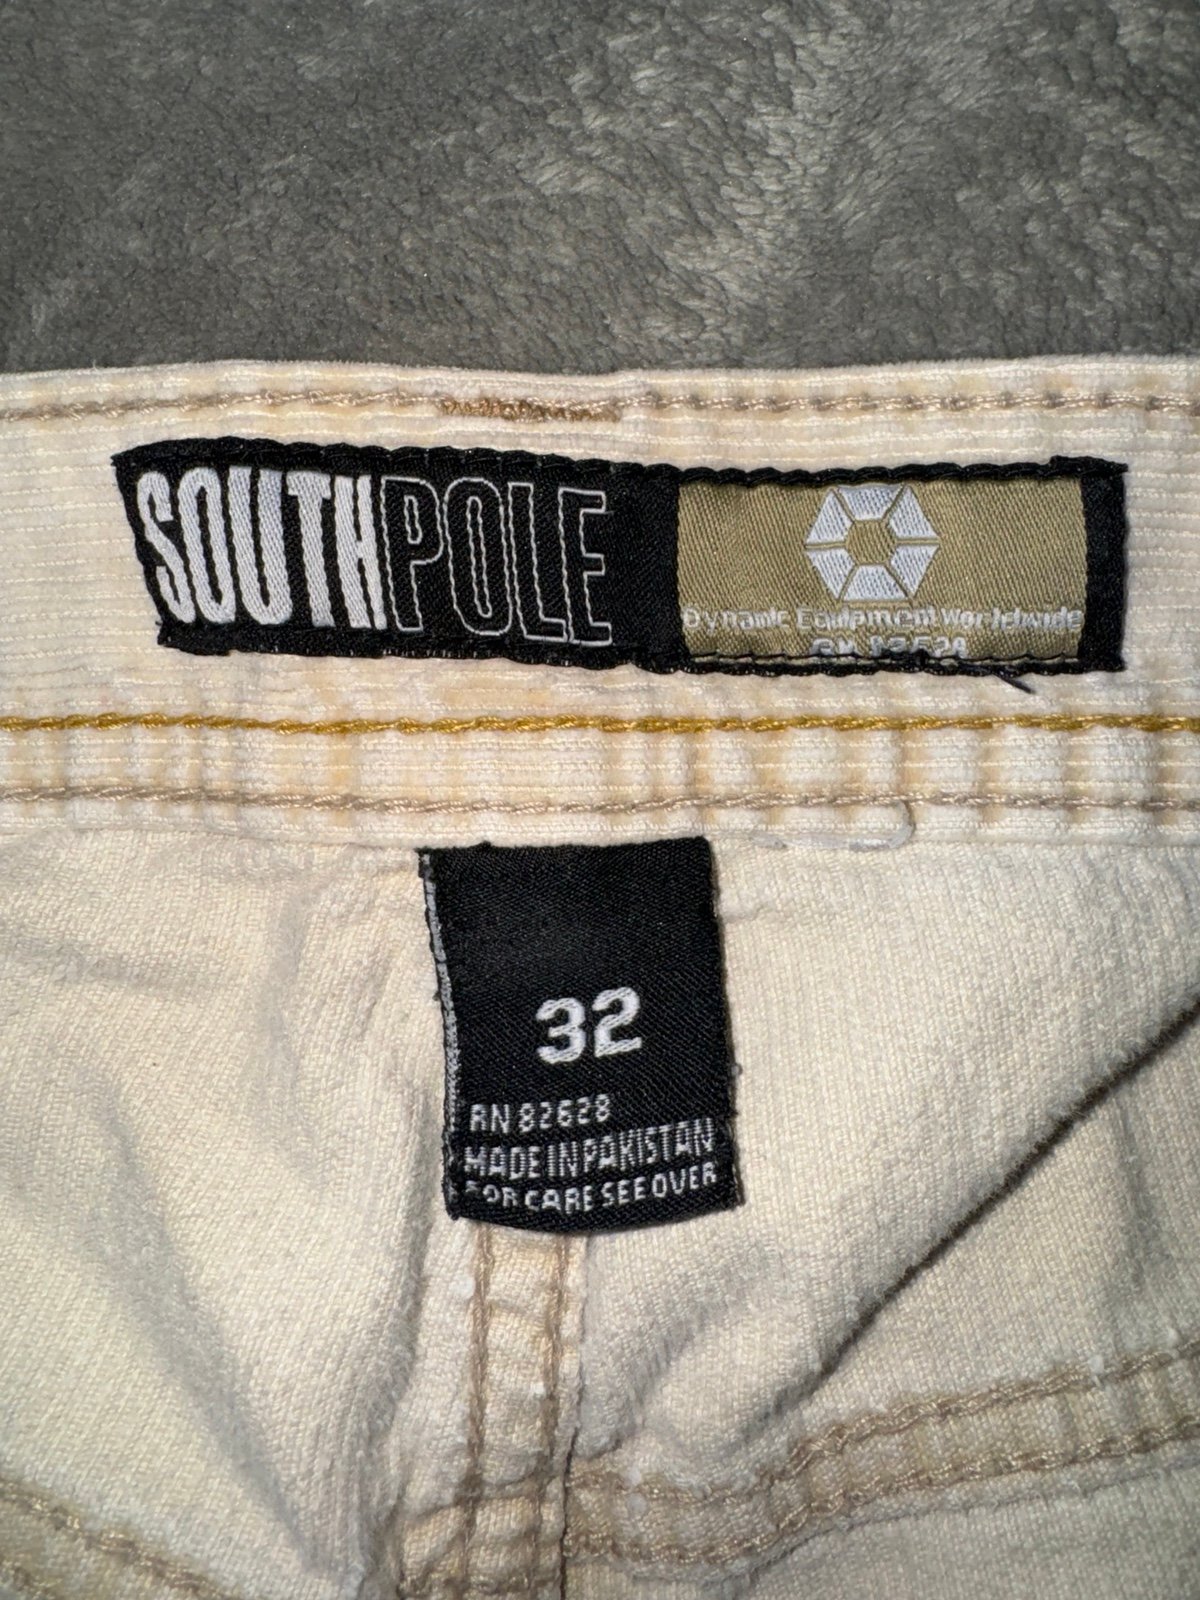 SOUTHPOLE
Dynamic Equipment Worldwide
32
RN 82628
MADE IN PAKISTAN
FOR CARE SEE OVER